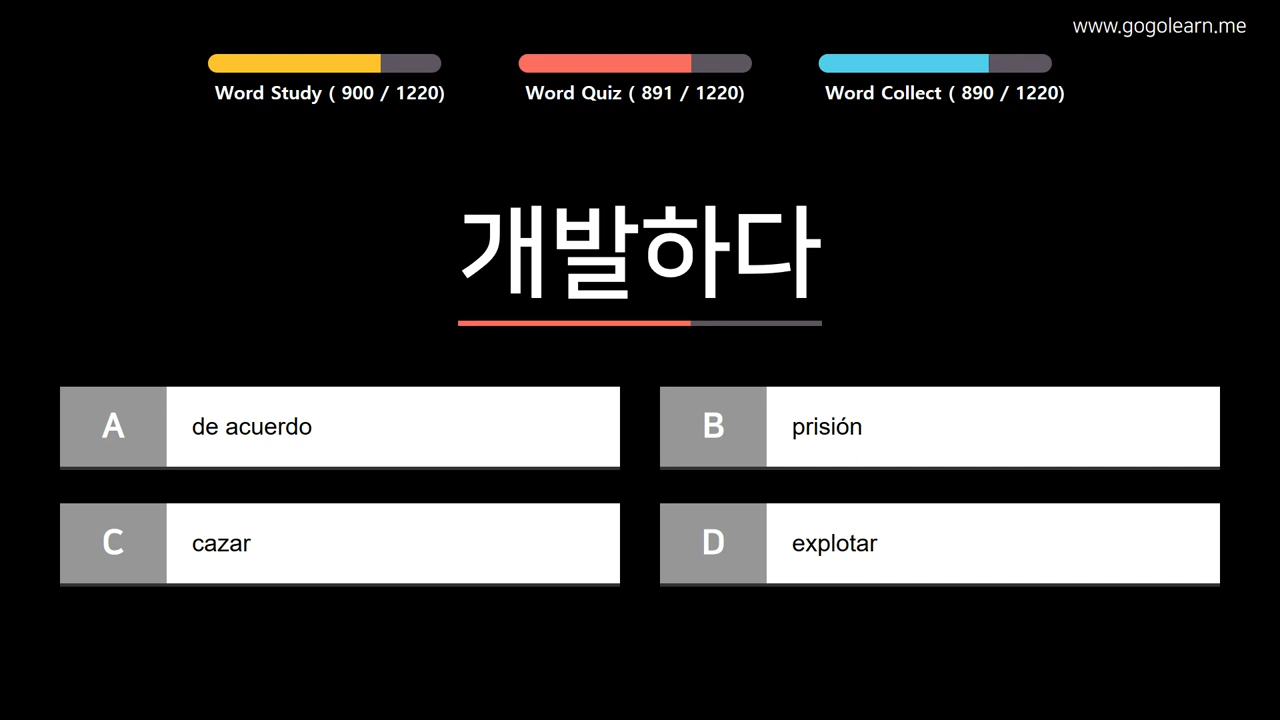 www.gogolearn.me
Word Study ( 900 / 1220)
Word Quiz ( 891 / 1220)
Word Collect ( 890 / 1220)
개발하다
A de acuerdo
B prisión
C cazar
D explotar